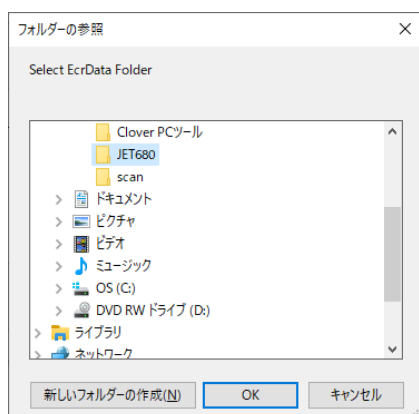 フォルダーの参照
Select EcrData Folder
Clover PCツール
JET680
scan
ドキュメント
ピクチャ
ビデオ
ミュージック
OS (C:)
DVD RW ドライブ (D:)
ライブラリ
ネットワーク
新しいフォルダーの作成(N)
OK
キャンセル